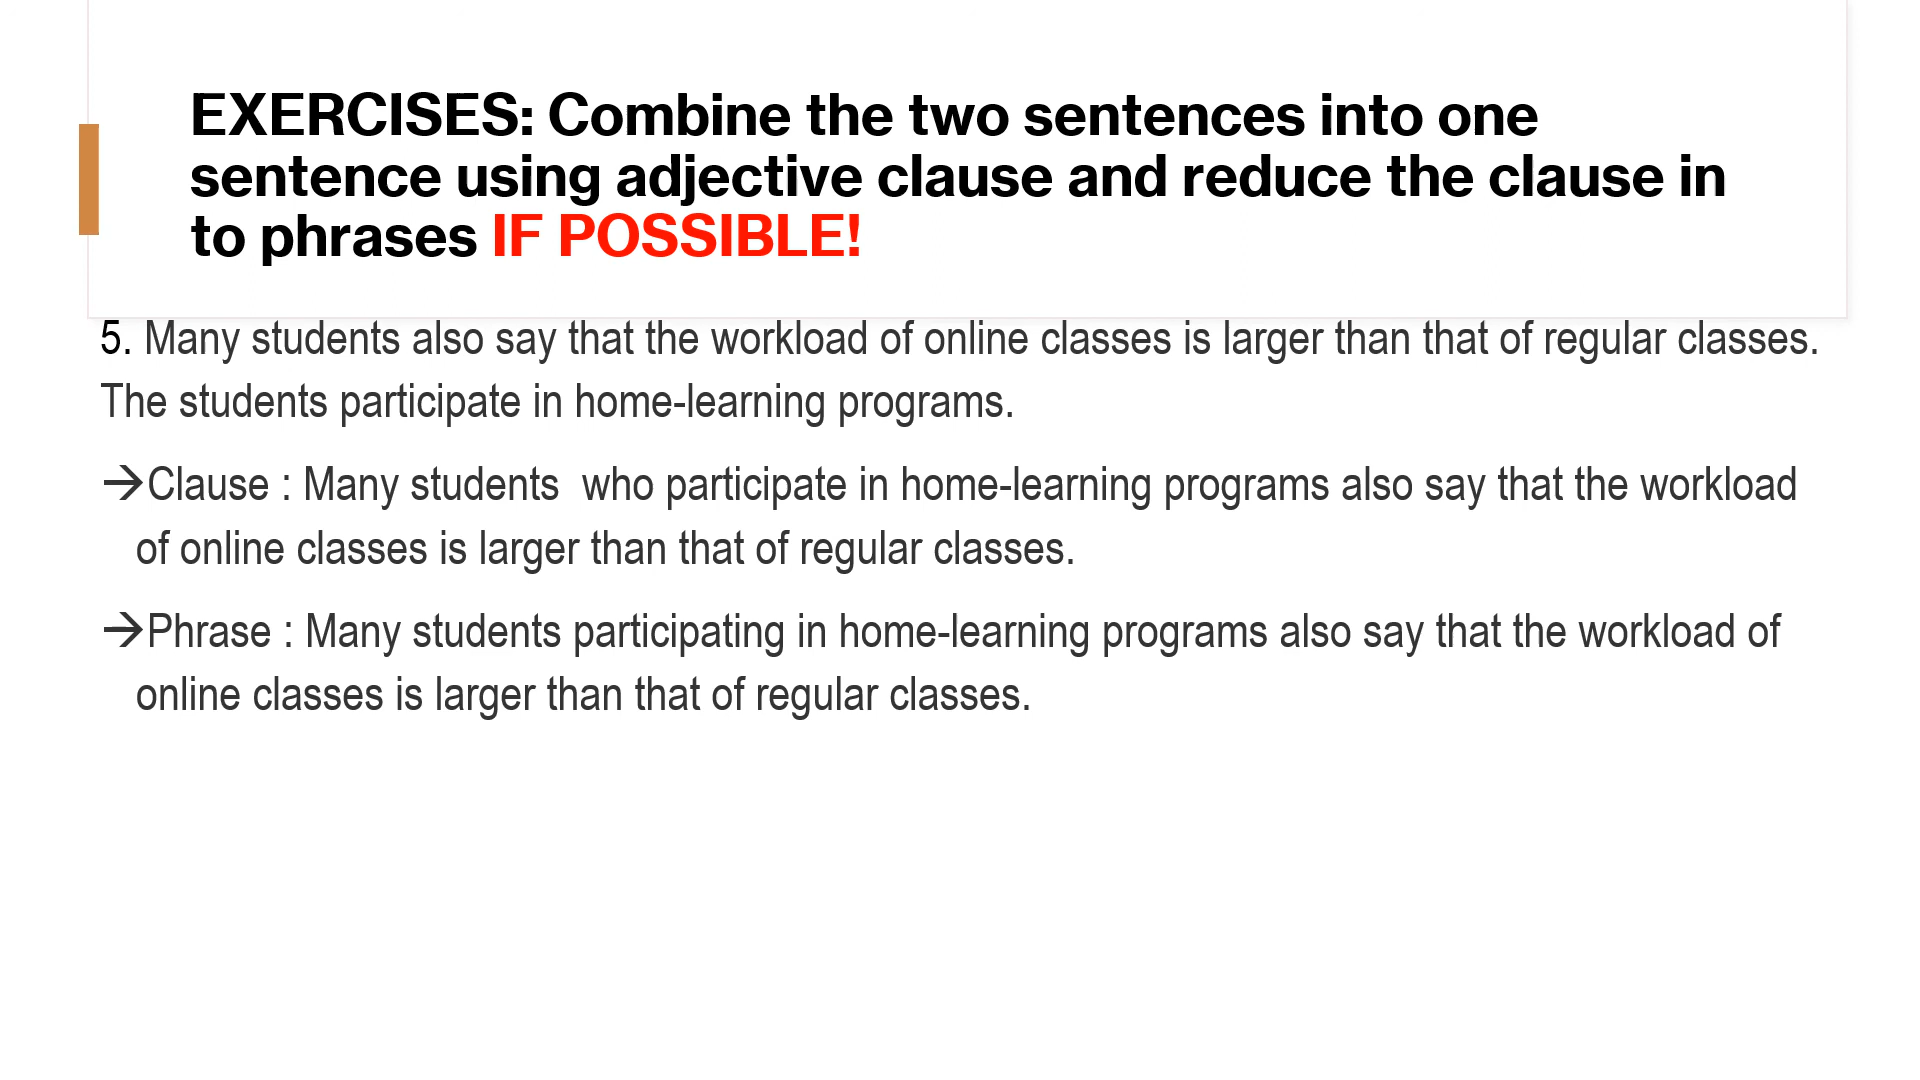 EXERCISES: Combine the two sentences into one
sentence using adjective clause and reduce the clause in
to phrases IF POSSIBLE!
5. Many students also say that the workload of online classes is larger than that of regular classes.
The students participate in home-learning programs.
→Clause : Many students  who participate in home-learning programs also say that the workload
of online classes is larger than that of regular classes.
→Phrase : Many students participating in home-learning programs also say that the workload of
online classes is larger than that of regular classes.